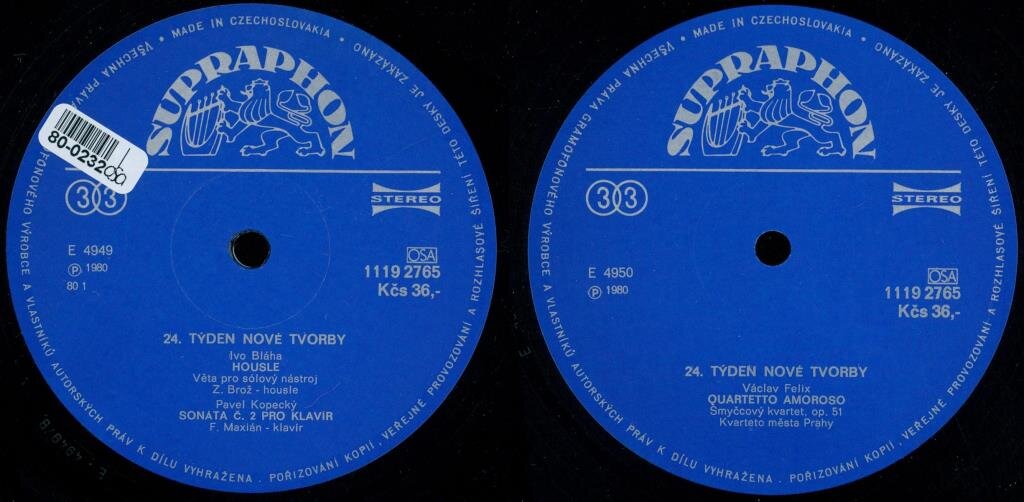 • MADE IN CZECHOSLOVAKIA •
VŠECHNA PRÁVA
FONOVÉHO VÝROBCE A VLASTNÍKŮ AUTORSKÝCH PRÁV K DÍLU VYHRAŽENA. POŘIZOVÁNÍ KOPIÍ, VEŘEJNÉ PROVOZOVÁNÍ A ROZHLASOVÉ ŠÍŘENÍ TÉTO DESKY JE ZAKÁZÁNO
SUPRAPHON
80-0232
33
STEREO
E 4949
Ⓟ 1980
80 1
OSA
1119 2765
Kčs 36,-
24. TÝDEN NOVÉ TVORBY
Ivo Bláha
HOUSLE
Věta pro sólový nástroj
Z. Brož - housle
Pavel Kopecký
SONÁTA Č. 2 PRO KLAVÍR
F. Maxián - klavír
• MADE IN CZECHOSLOVAKIA •
VŠECHNA PRÁVA GRAMOFONOVÉHO VÝROBCE A VLASTNÍKŮ AUTORSKÝCH PRÁV K DÍLU VYHRAŽENA. POŘIZOVÁNÍ KOPIÍ, VEŘEJNÉ PROVOZOVÁNÍ A ROZHLASOVÉ ŠÍŘENÍ TÉTO DESKY JE ZAKÁZÁNO
SUPRAPHON
33
STEREO
E 4950
Ⓟ 1980
OSA
1119 2765
Kčs 36,-
24. TÝDEN NOVÉ TVORBY
Václav Felix
QUARTETTO AMOROSO
Smyčcový kvartet, op. 51
Kvarteto města Prahy